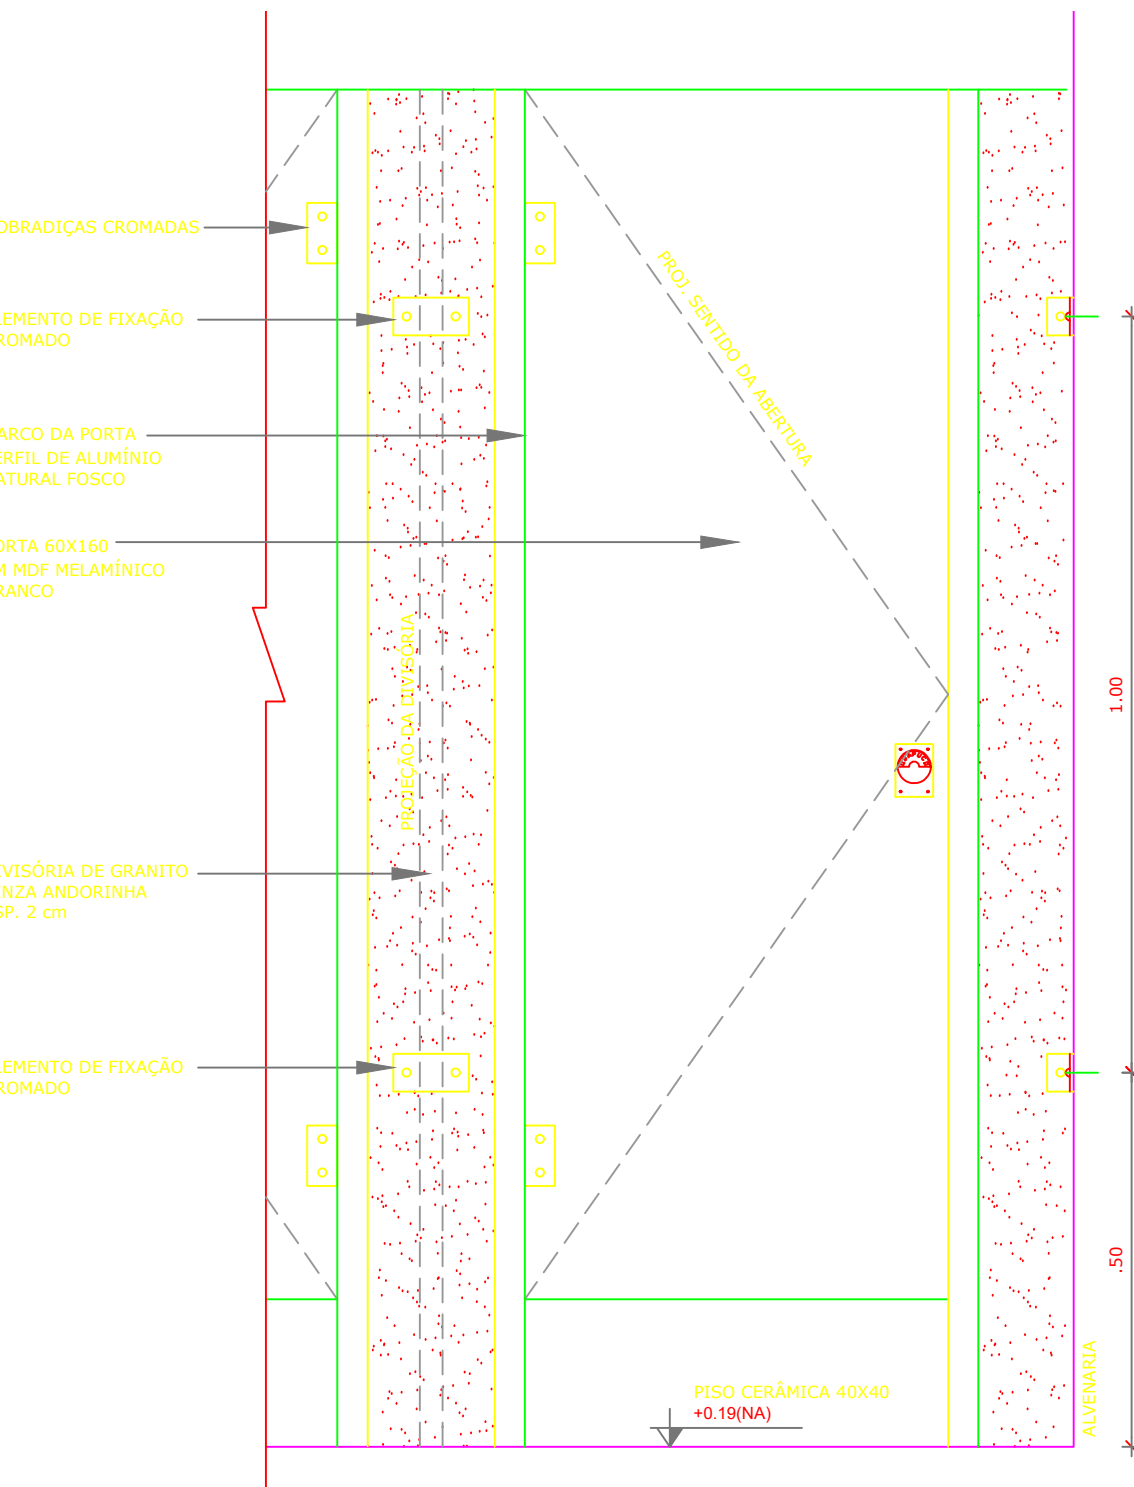 OBRADIÇAS CROMADAS
LEMENTO DE FIXAÇÃO
ROMADO
ARCO DA PORTA
ERFIL DE ALUMÍNIO
ATURAL FOSCO
ORTA 60X160
M MDF MELAMÍNICO
RANCO
IVISÓRIA DE GRANITO
INZA ANDORINHA
SP. 2 cm
LEMENTO DE FIXAÇÃO
ROMADO
PROJEÇÃO DA DIVISÓRIA
PROJ. SENTIDO DA ABERTURA
PISO CERÂMICA 40X40
+0.19(NA)
1.00
.50
ALVENARIA